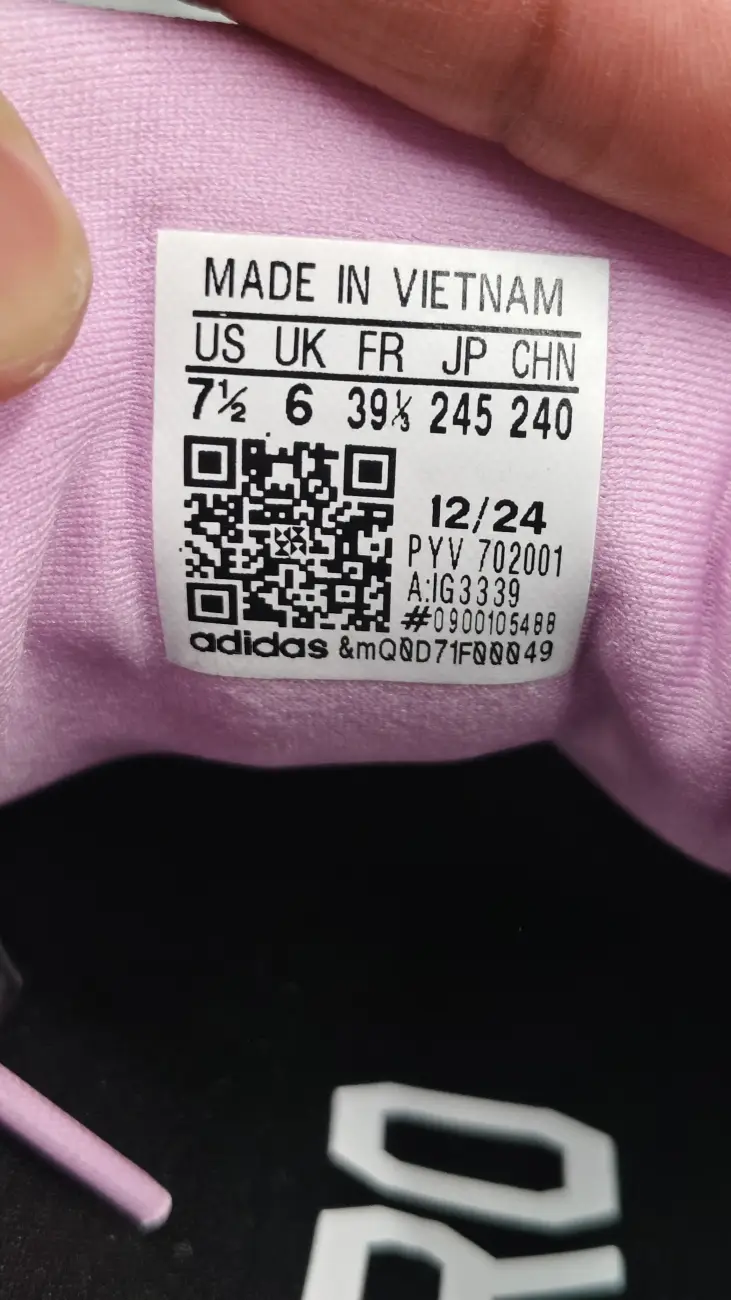 MADE IN VIETNAM
US UK FR JP CHN
7½ 6 39⅓ 245 240
12/24
PYV 702001
A:IG3339
#0900105488
adidas &mQ0D71F00049
RO